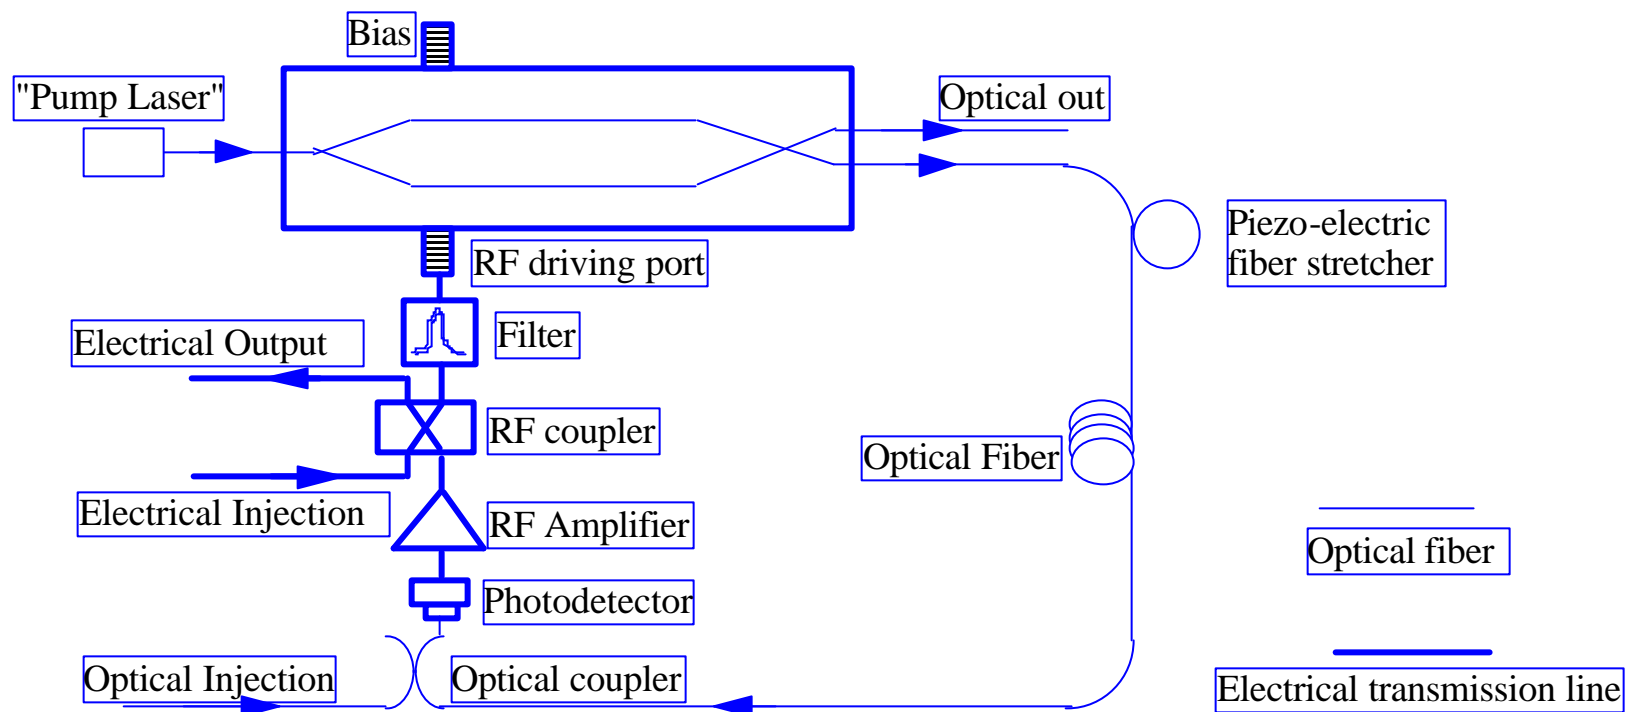 Bias
"Pump Laser"
Optical out
Piezo-electric
fiber stretcher
RF driving port
Filter
Electrical Output
RF coupler
Optical Fiber
Electrical Injection
RF Amplifier
Optical fiber
Photodetector
Optical Injection
Optical coupler
Electrical transmission line